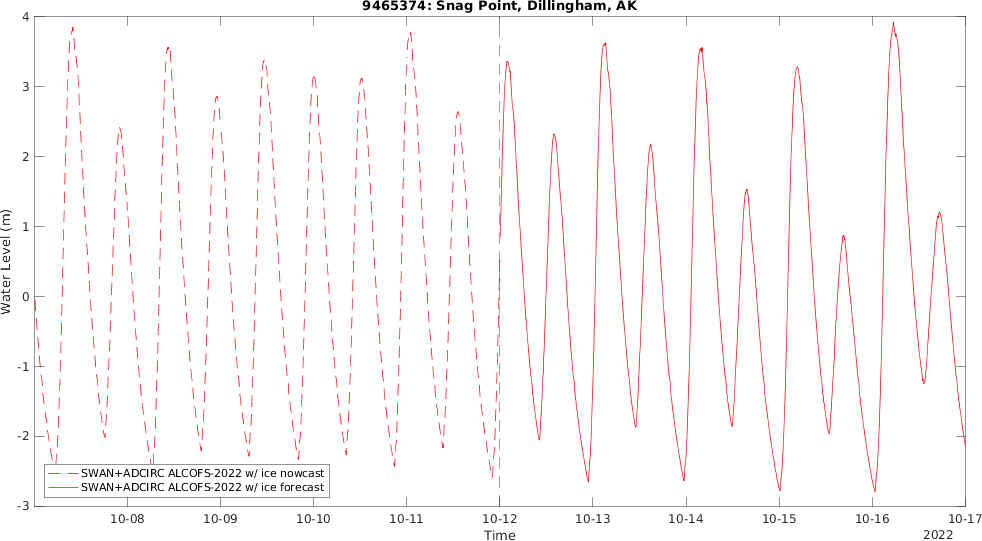 9465374: Snag Point, Dillingham, AK
Water Level (m)
4
3
2
1
0
-1
-2
-3
SWAN+ADCIRC ALCOFS-2022 w/ ice nowcast
SWAN+ADCIRC ALCOFS-2022 w/ ice forecast
10-08 10-09 10-10 10-11 10-12 10-13 10-14 10-15 10-16 10-17
Time
2022